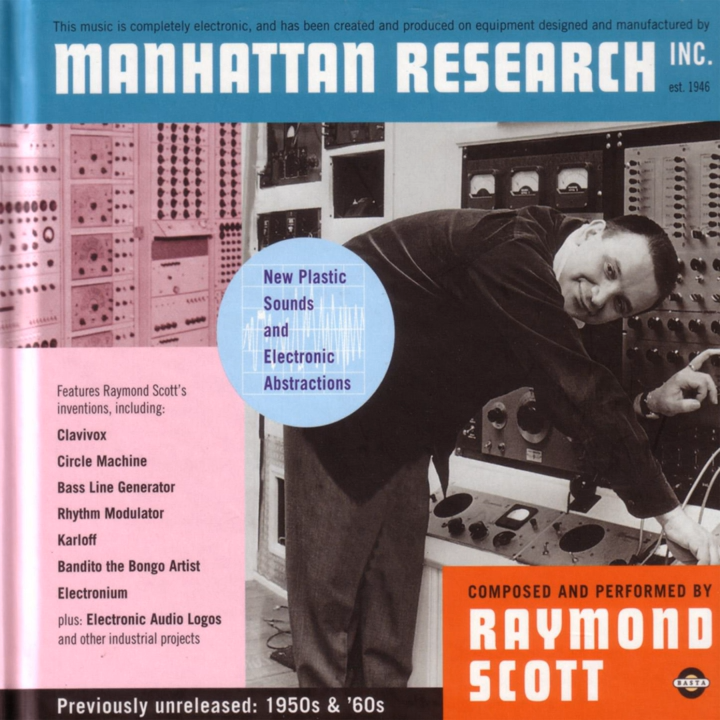 This music is completely electronic, and has been created and produced on equipment designed and manufactured by
MANHATTAN RESEARCH INC.
est. 1946
New Plastic
Sounds
and
Electronic
Abstractions
Features Raymond Scott's
inventions, including:
Clavivox
Circle Machine
Bass Line Generator
Rhythm Modulator
Karloff
Bandito the Bongo Artist
Electronium
plus: Electronic Audio Logos
and other industrial projects
COMPOSED AND PERFORMED BY
RAYMOND
SCOTT
BASTA
Previously unreleased: 1950s & '60s